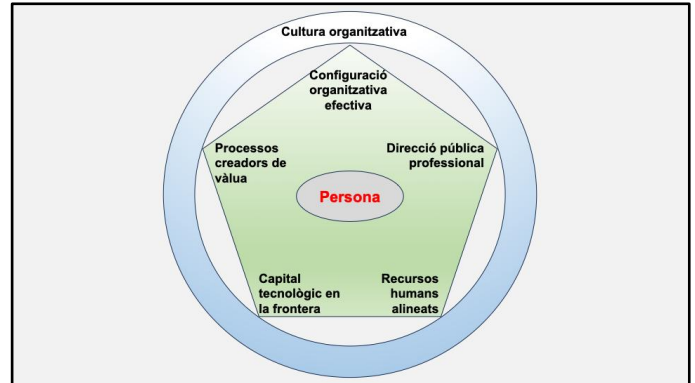 Cultura organitzativa
Configuració
organitzativa
efectiva
Processos
creadors de
vàlua
Direcció pública
professional
Persona
Capital
tecnològic en
la frontera
Recursos
humans
alineats